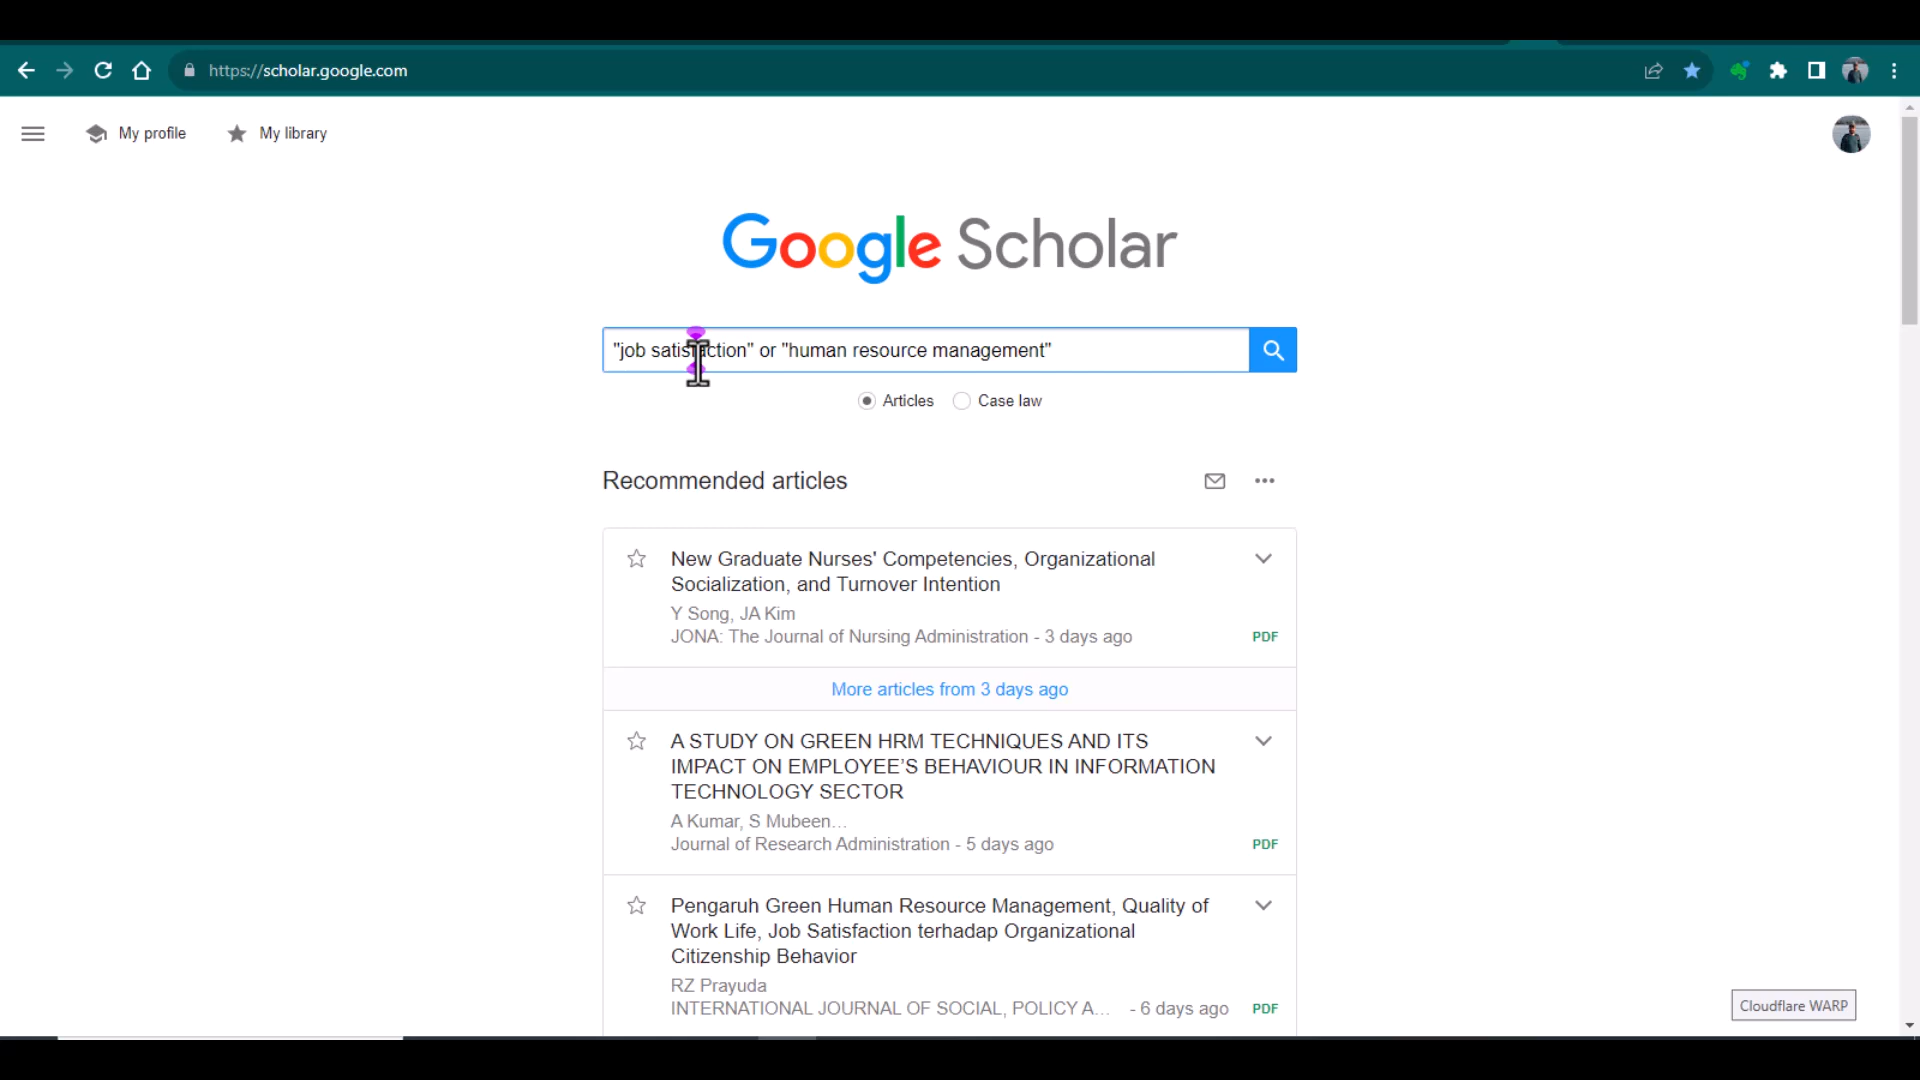 https://scholar.google.com
My profile
My library
Google Scholar
"job satisfaction" or "human resource management"
Articles
Case law
Recommended articles
New Graduate Nurses' Competencies, Organizational
Socialization, and Turnover Intention
Y Song, JA Kim
JONA: The Journal of Nursing Administration - 3 days ago
PDF
More articles from 3 days ago
A STUDY ON GREEN HRM TECHNIQUES AND ITS
IMPACT ON EMPLOYEE’S BEHAVIOUR IN INFORMATION
TECHNOLOGY SECTOR
A Kumar, S Mubeen…
Journal of Research Administration - 5 days ago
PDF
Pengaruh Green Human Resource Management, Quality of
Work Life, Job Satisfaction terhadap Organizational
Citizenship Behavior
RZ Prayuda
INTERNATIONAL JOURNAL OF SOCIAL, POLICY A… - 6 days ago
PDF
Cloudflare WARP